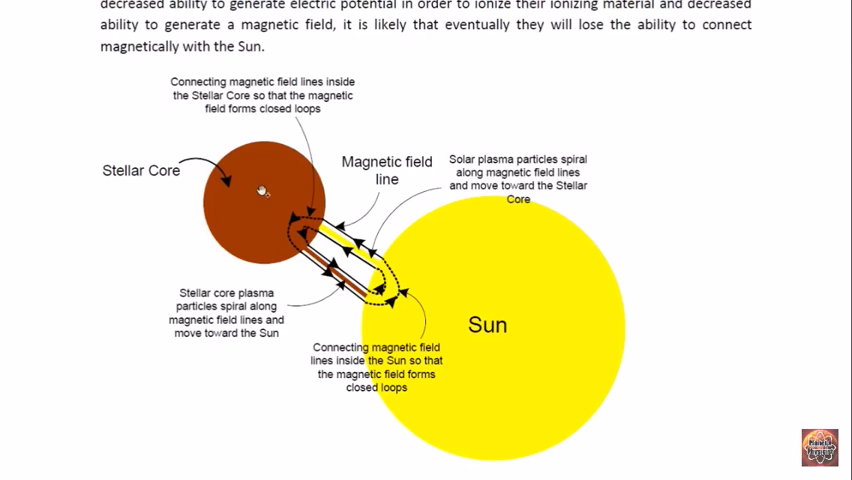 decreased ability to generate electric potential in order to ionize their ionizing material and decreased
ability to generate a magnetic field, it is likely that eventually they will lose the ability to connect
magnetically with the Sun.
Connecting magnetic field lines inside
the Stellar Core so that the magnetic
field forms closed loops
Stellar Core
Magnetic field
line
Solar plasma particles spiral
along magnetic field lines
and move toward the Stellar
Core
Stellar core plasma
particles spiral along
magnetic field lines and
move toward the Sun
Sun
Connecting magnetic field
lines inside the Sun so that
the magnetic field forms
closed loops